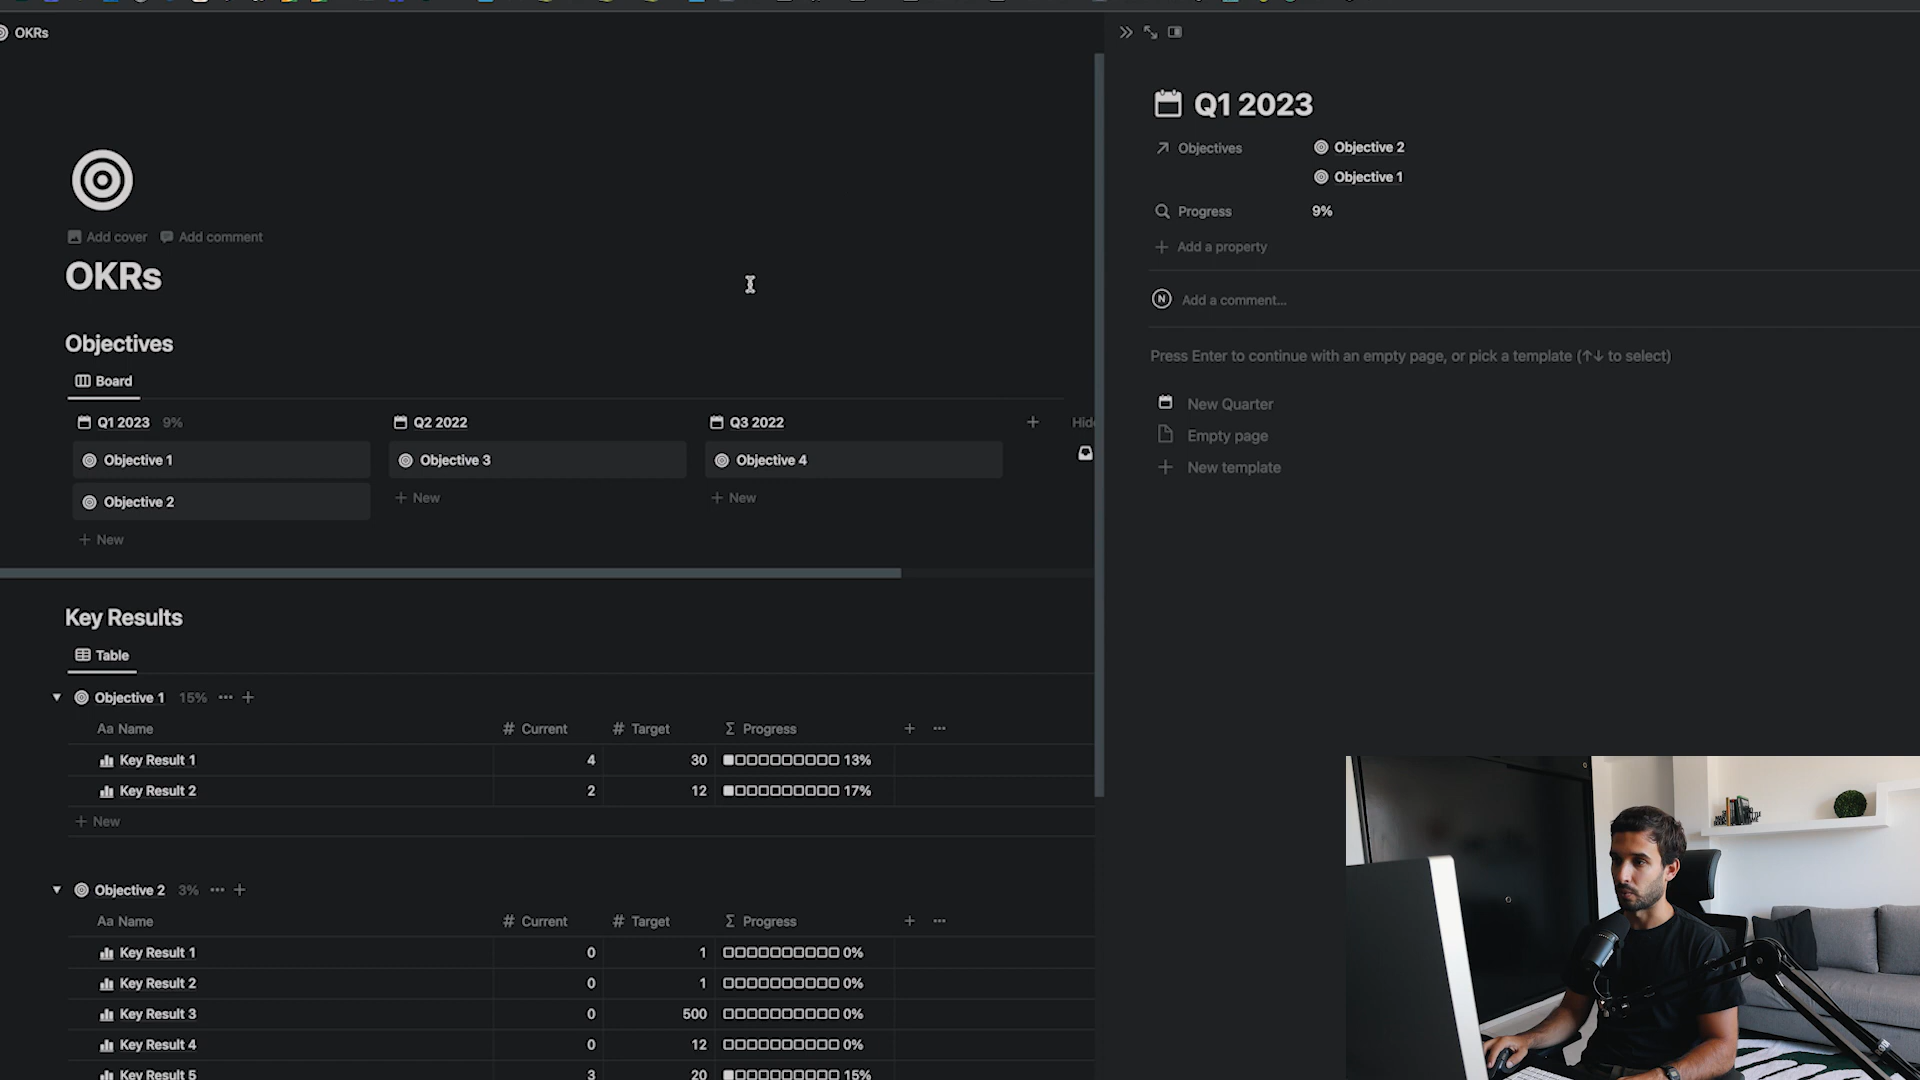 OKRs
Add cover Add comment
OKRs
Objectives
Board
Q1 2023 9% Q2 2022 Q3 2022
Objective 1 Objective 3 Objective 4
Objective 2 + New + New
+ New
Key Results
Table
Objective 1 15% ... +
Aa Name # Current # Target Σ Progress + ...
Key Result 1 4 30 ■□□□□□□□□□ 13%
Key Result 2 2 12 ■□□□□□□□□□ 17%
+ New
Objective 2 3% ... +
Aa Name # Current # Target Σ Progress + ...
Key Result 1 0 1 □□□□□□□□□□ 0%
Key Result 2 0 1 □□□□□□□□□□ 0%
Key Result 3 0 500 □□□□□□□□□□ 0%
Key Result 4 0 12 □□□□□□□□□□ 0%
Key Result 5 3 20 ■□□□□□□□□□ 15%
Q1 2023
Objectives Objective 2
Objective 1
Progress 9%
+ Add a property
N Add a comment...
Press Enter to continue with an empty page, or pick a template (↑↓ to select)
New Quarter
Empty page
+ New template